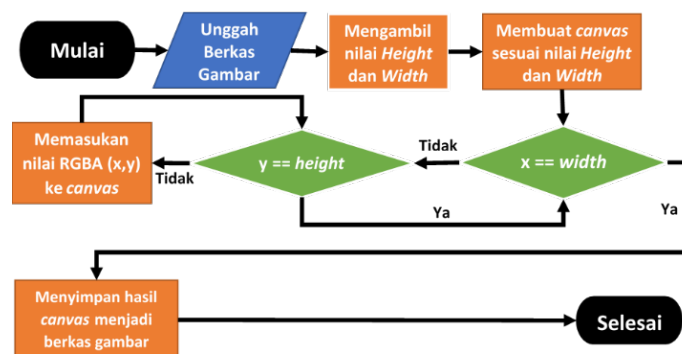 Mulai
Unggah
Berkas
Gambar
Mengambil
nilai Height
dan Width
Membuat canvas
sesuai nilai Height
dan Width
Memasukan
nilai RGBA (x,y)
ke canvas
Tidak
y == height
Tidak
x == width
Ya
Ya
Menyimpan hasil
canvas menjadi
berkas gambar
Selesai